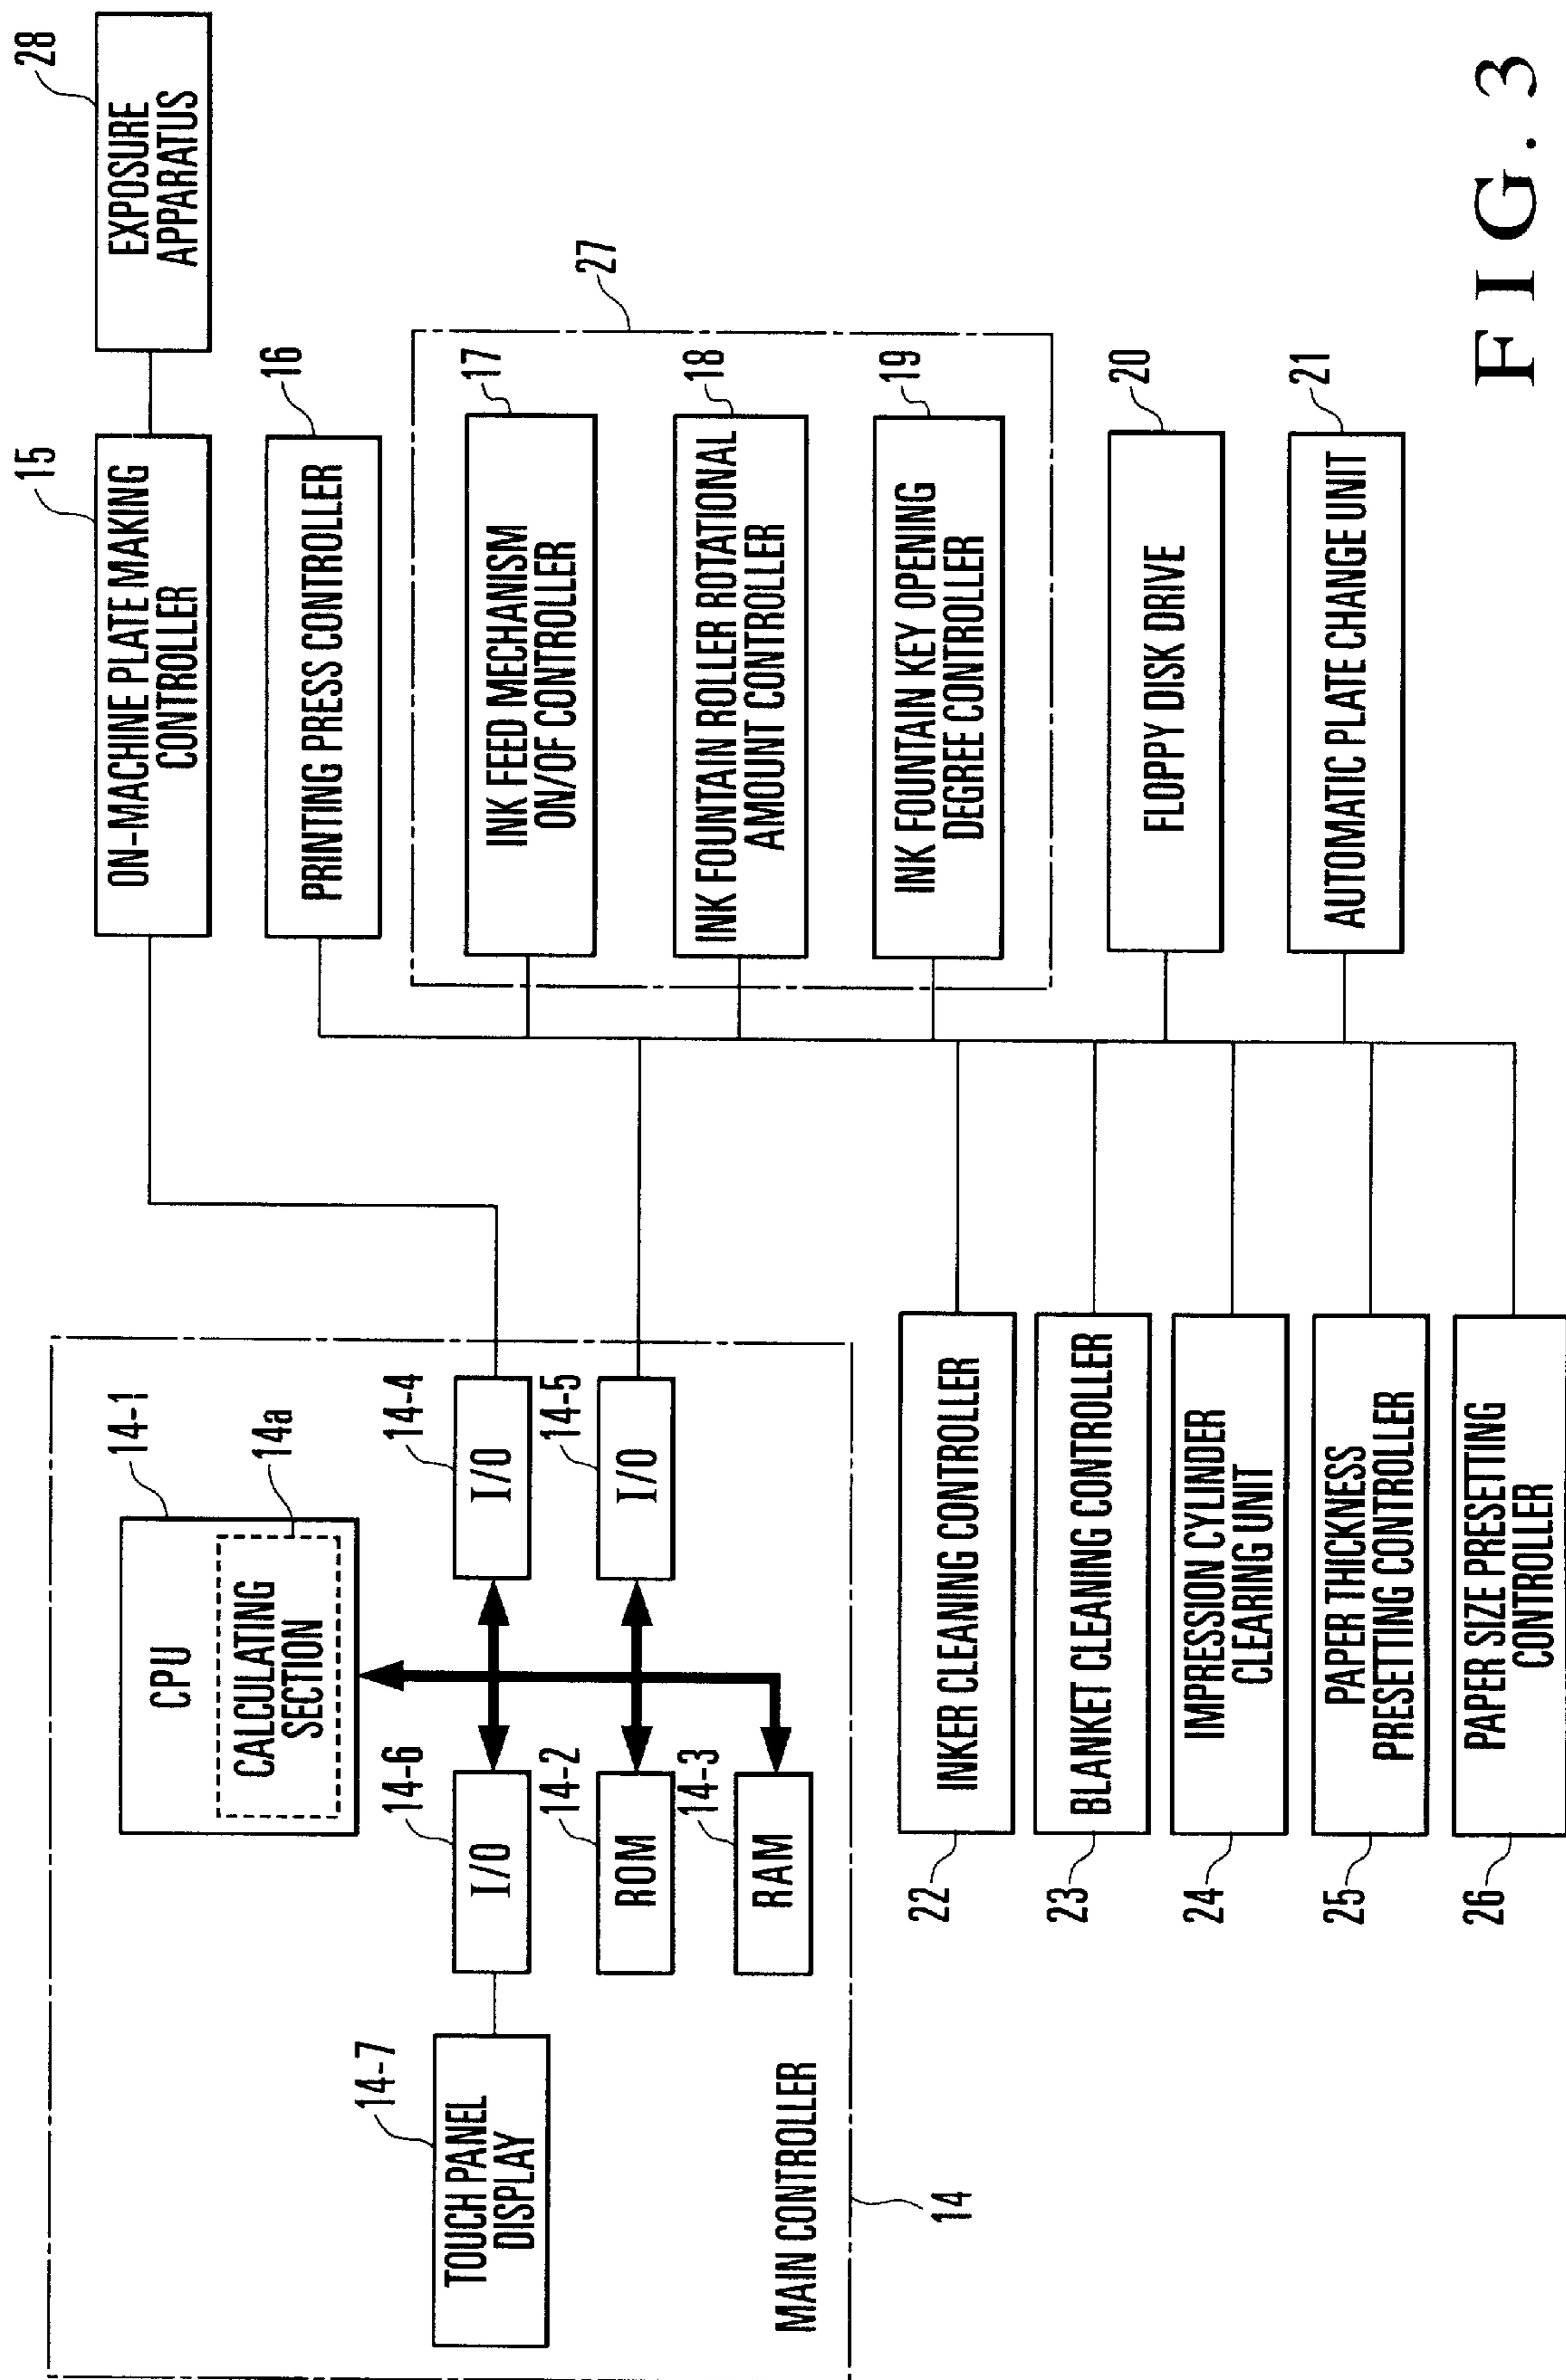 14-1
CPU
14a
CALCULATING
SECTION
14-7
TOUCH PANEL
DISPLAY
14-6
I/O
14-4
I/O
14-2
ROM
14-5
I/O
14-3
RAM
MAIN CONTROLLER
14
15
ON-MACHINE PLATE MAKING
CONTROLLER
28
EXPOSURE
APPARATUS
16
PRINTING PRESS CONTROLLER
27
17
INK FEED MECHANISM
ON/OF CONTROLLER
18
INK FOUNTAIN ROLLER ROTATIONAL
AMOUNT CONTROLLER
19
INK FOUNTAIN KEY OPENING
DEGREE CONTROLLER
20
FLOPPY DISK DRIVE
21
AUTOMATIC PLATE CHANGE UNIT
22
INKER CLEANING CONTROLLER
23
BLANKET CLEANING CONTROLLER
24
IMPRESSION CYLINDER
CLEARING UNIT
25
PAPER THICKNESS
PRESETTING CONTROLLER
26
PAPER SIZE PRESETTING
CONTROLLER
FIG. 3